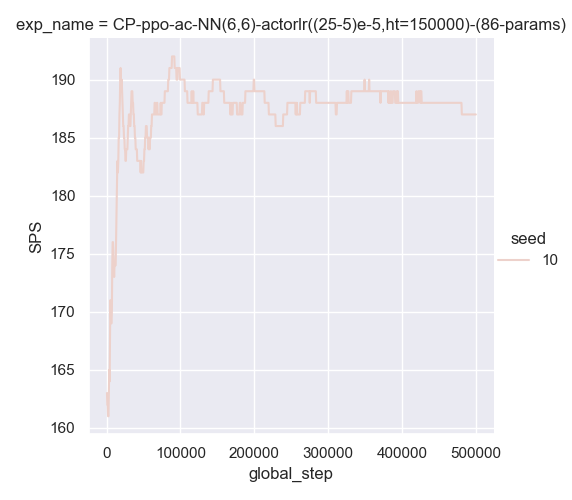 exp_name = CP-ppo-ac-NN(6,6)-actorlr((25-5)e-5,ht=150000)-(86-params)
190
185
180
175
170
165
160
SPS
0 100000 200000 300000 400000 500000
global_step
seed
10